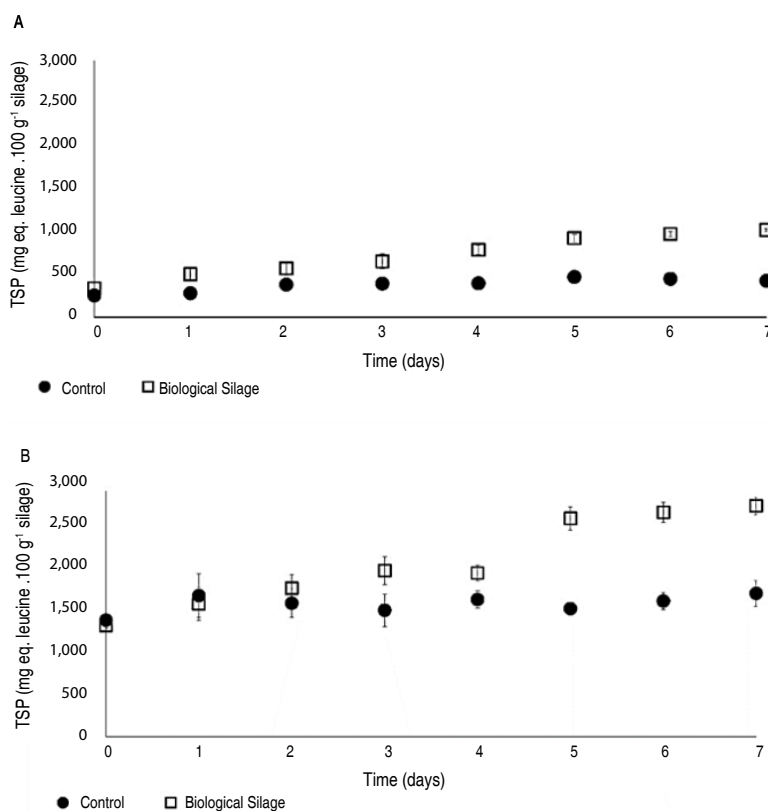 A
TSP (mg eq. leucine .100 g⁻¹ silage)
3,000
2,500
2,000
1,500
1,000
500
0
0 1 2 3 4 5 6 7
Time (days)
Control Biological Silage
B
TSP (mg eq. leucine .100 g⁻¹ silage)
3,000
2,500
2,000
1,500
1,000
500
0
0 1 2 3 4 5 6 7
Time (days)
Control Biological Silage